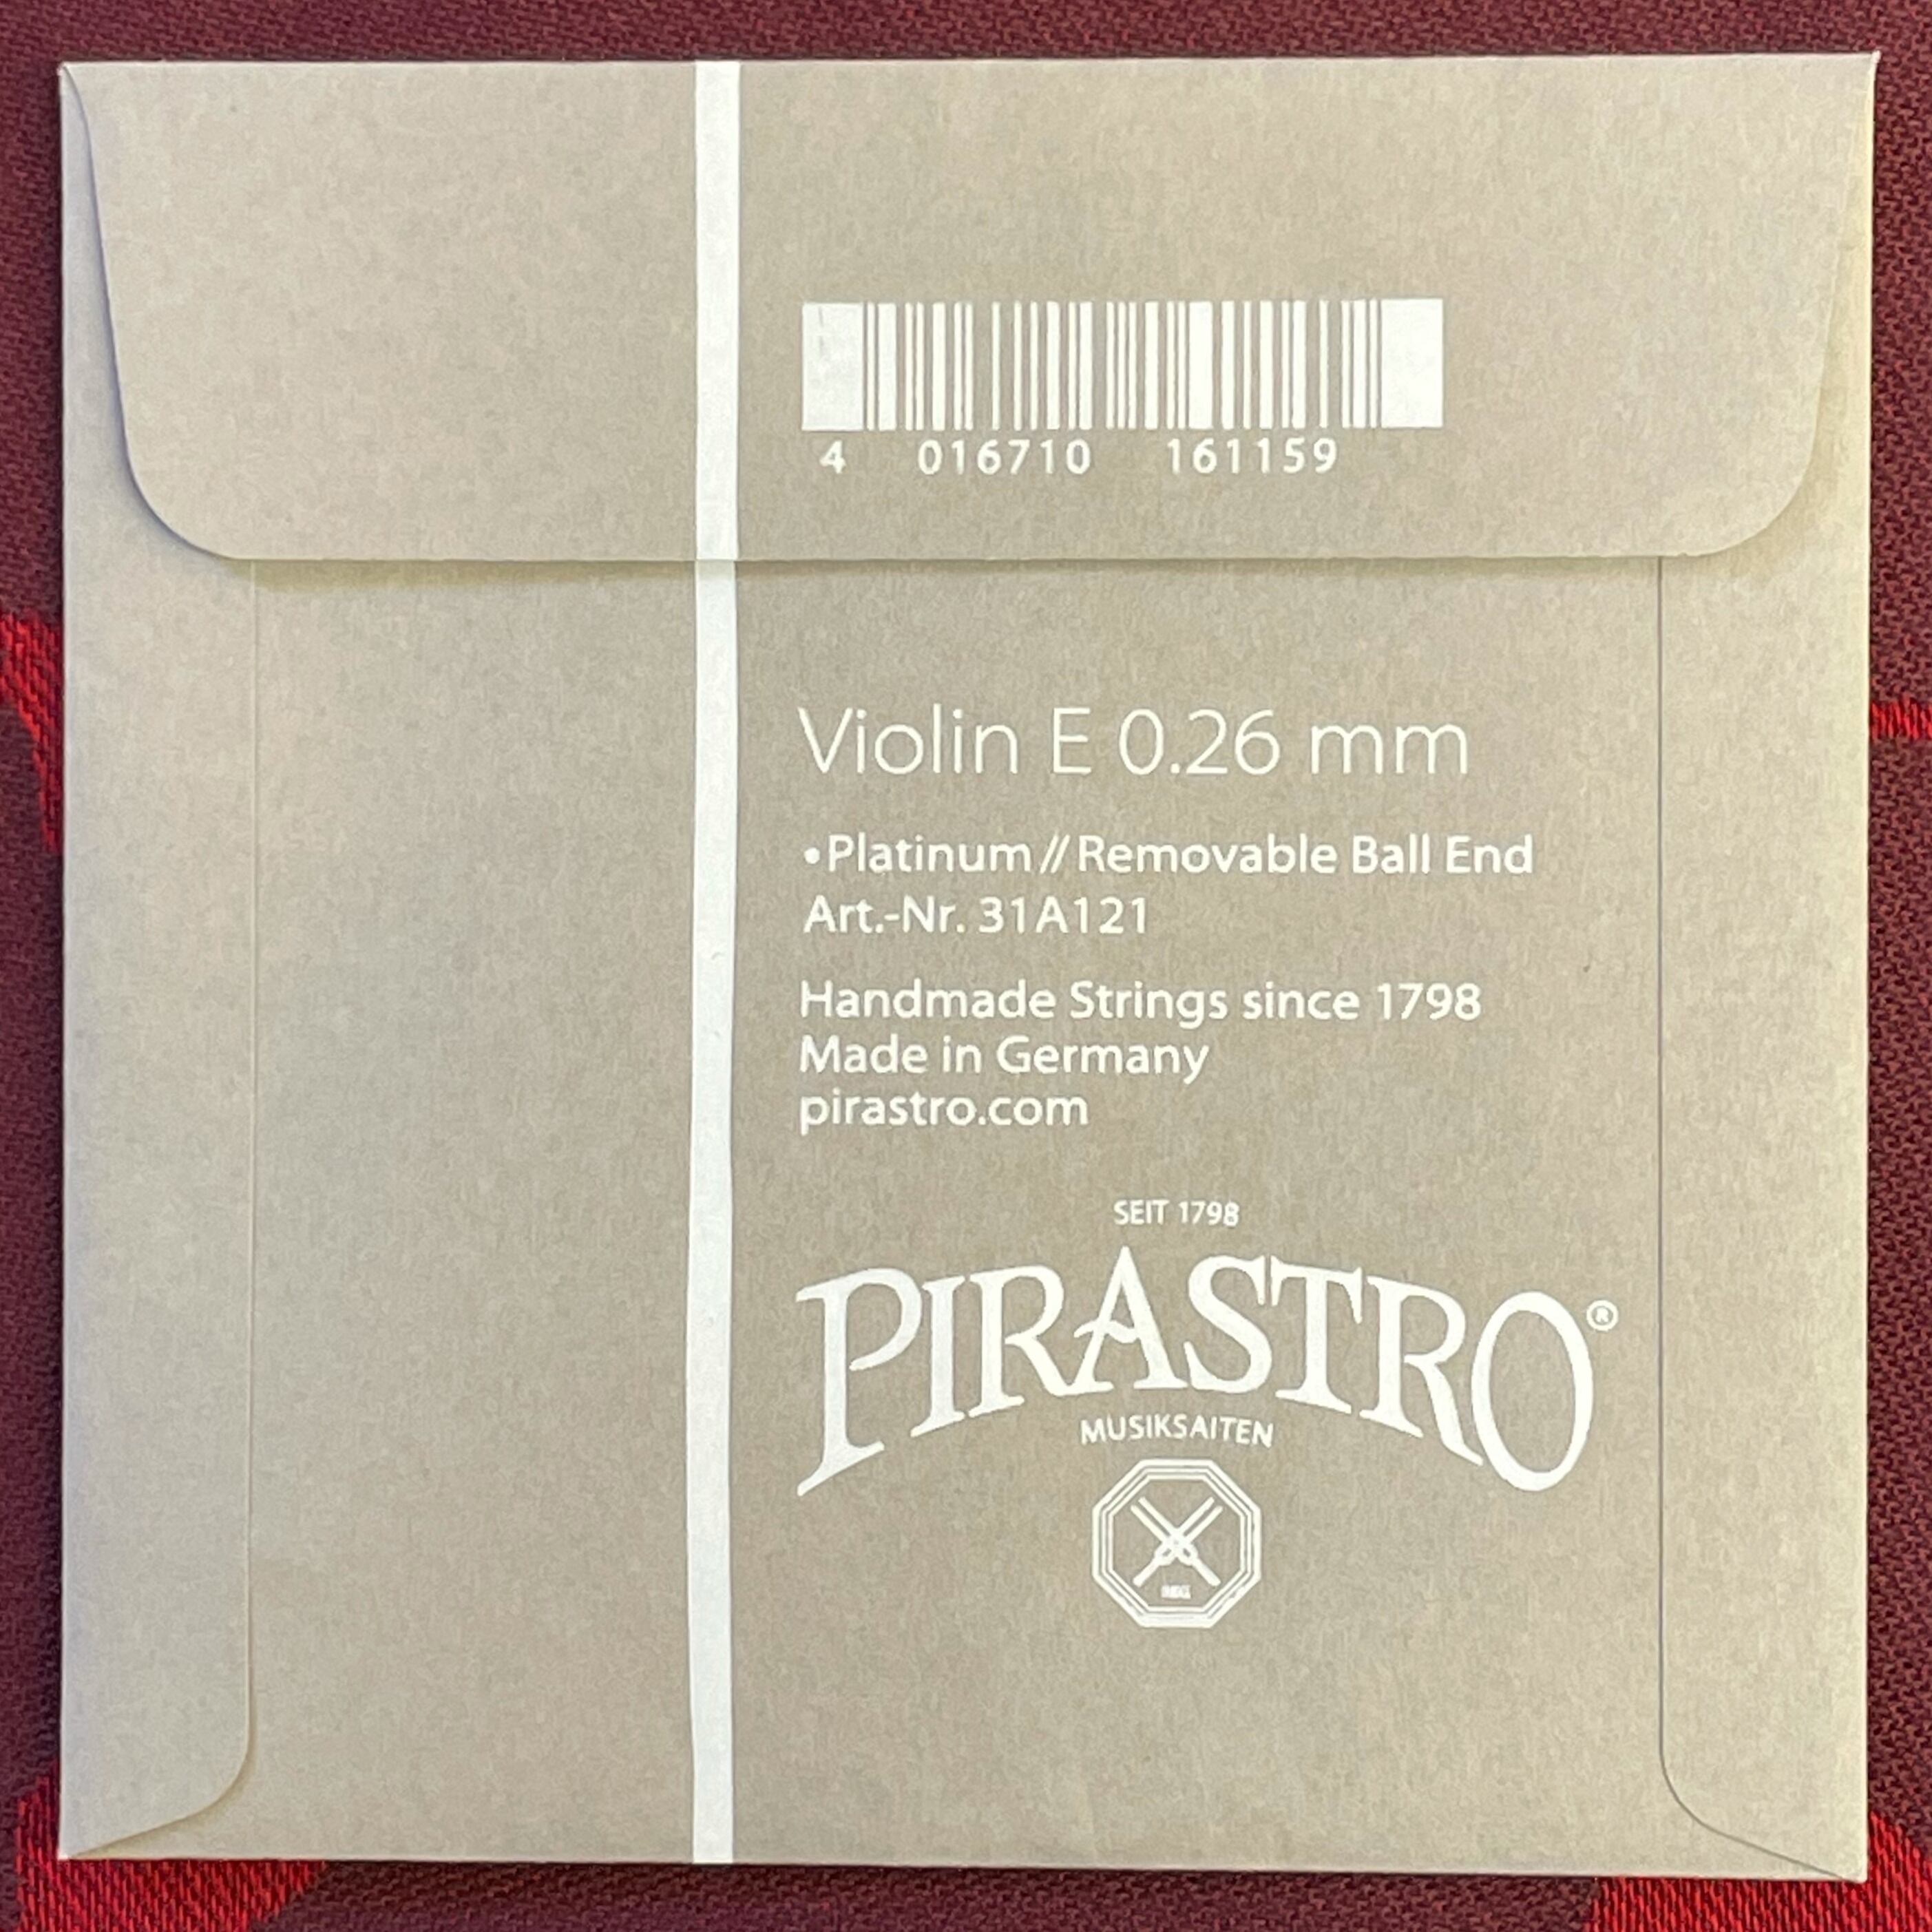 4 016710 161159
Violin E 0.26 mm
•Platinum // Removable Ball End
Art.-Nr. 31A121
Handmade Strings since 1798
Made in Germany
pirastro.com
SEIT 1798
PIRASTRO®
MUSIKSAITEN